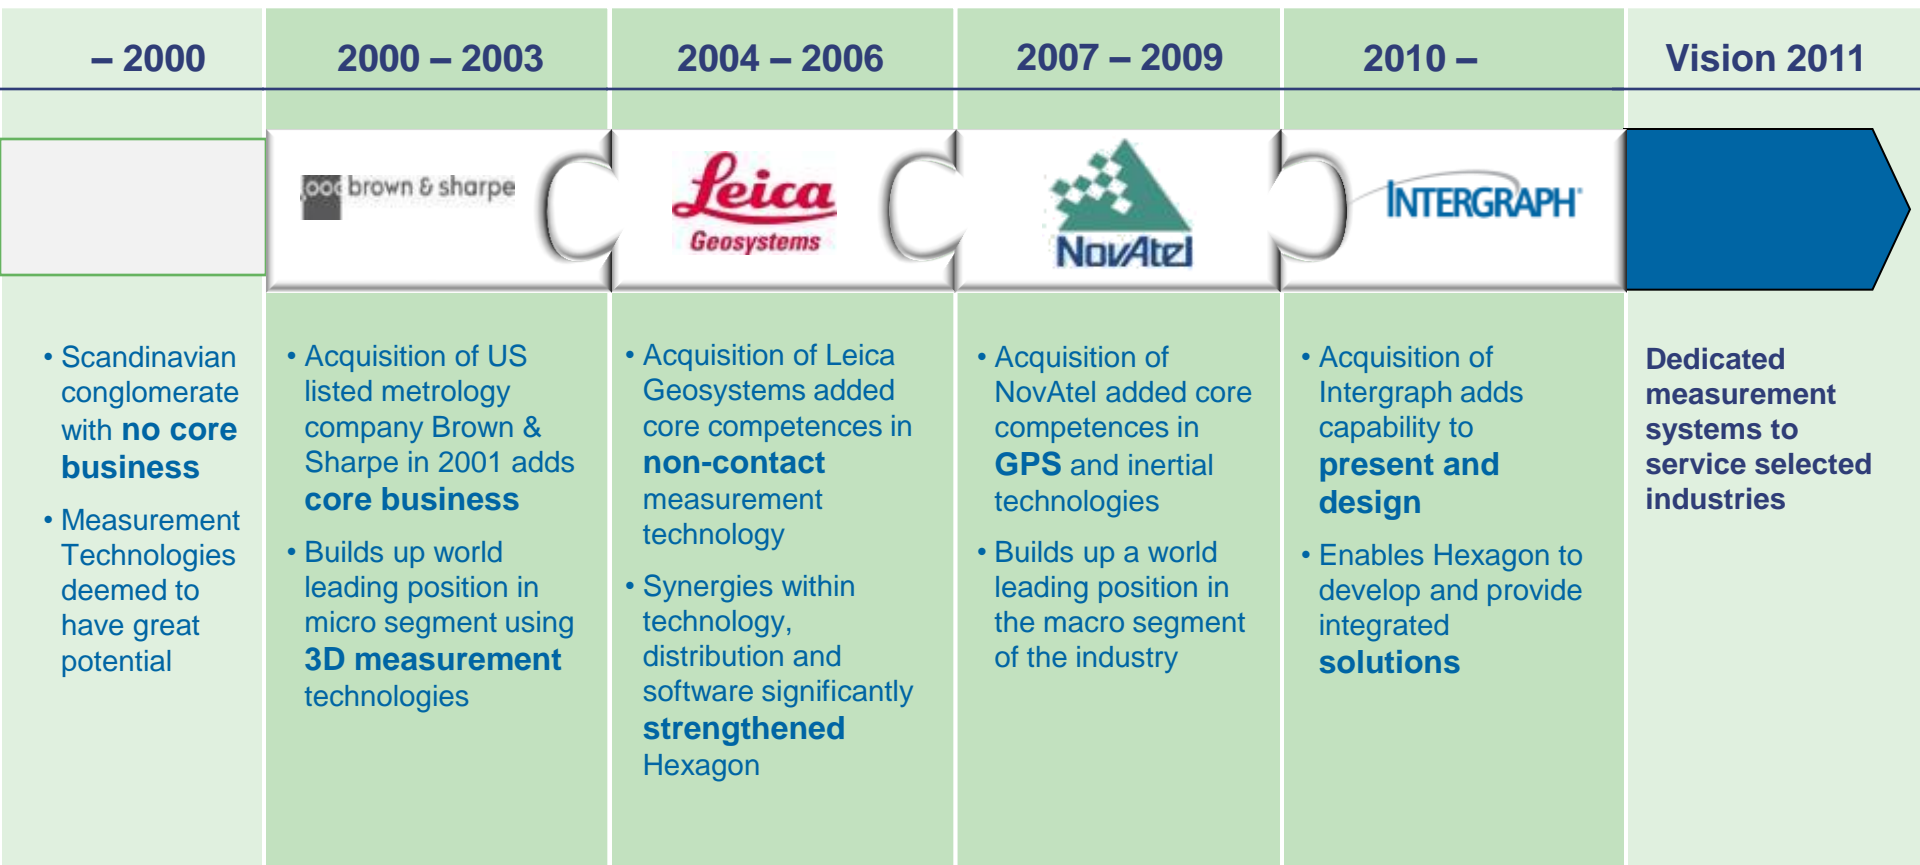 – 2000
2000 – 2003
2004 – 2006
2007 – 2009
2010 –
Vision 2011
brown & sharpe
Leica
Geosystems
NovAtel
INTERGRAPH
• Scandinavian
conglomerate
with no core
business
• Measurement
Technologies
deemed to
have great
potential
• Acquisition of US
listed metrology
company Brown &
Sharpe in 2001 adds
core business
• Builds up world
leading position in
micro segment using
3D measurement
technologies
• Acquisition of Leica
Geosystems added
core competences in
non-contact
measurement
technology
• Synergies within
technology,
distribution and
software significantly
strengthened
Hexagon
• Acquisition of
NovAtel added core
competences in
GPS and inertial
technologies
• Builds up a world
leading position in
the macro segment
of the industry
• Acquisition of
Intergraph adds
capability to
present and
design
• Enables Hexagon to
develop and provide
integrated
solutions
Dedicated
measurement
systems to
service selected
industries